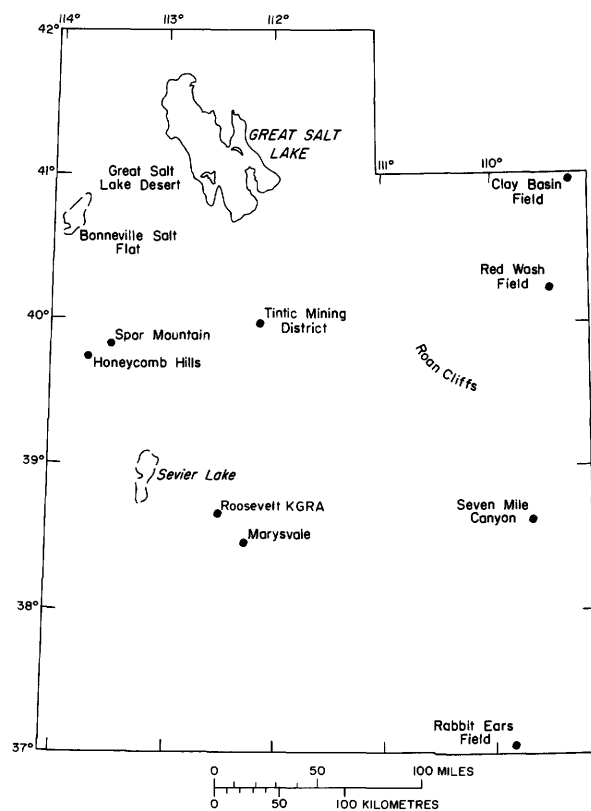 114° 113° 112°
42°
GREAT SALT
LAKE
41°
111° 110°
Great Salt
Lake Desert
Clay Basin
Field
Bonneville Salt
Flat
Red Wash
Field
40°
Tintic Mining
District
Spor Mountain
Honeycomb Hills
Roan Cliffs
39°
Sevier Lake
Roosevelt KGRA
Seven Mile
Canyon
Marysvale
38°
Rabbit Ears
Field
37°
0 50 100 MILES
0 50 100 KILOMETRES